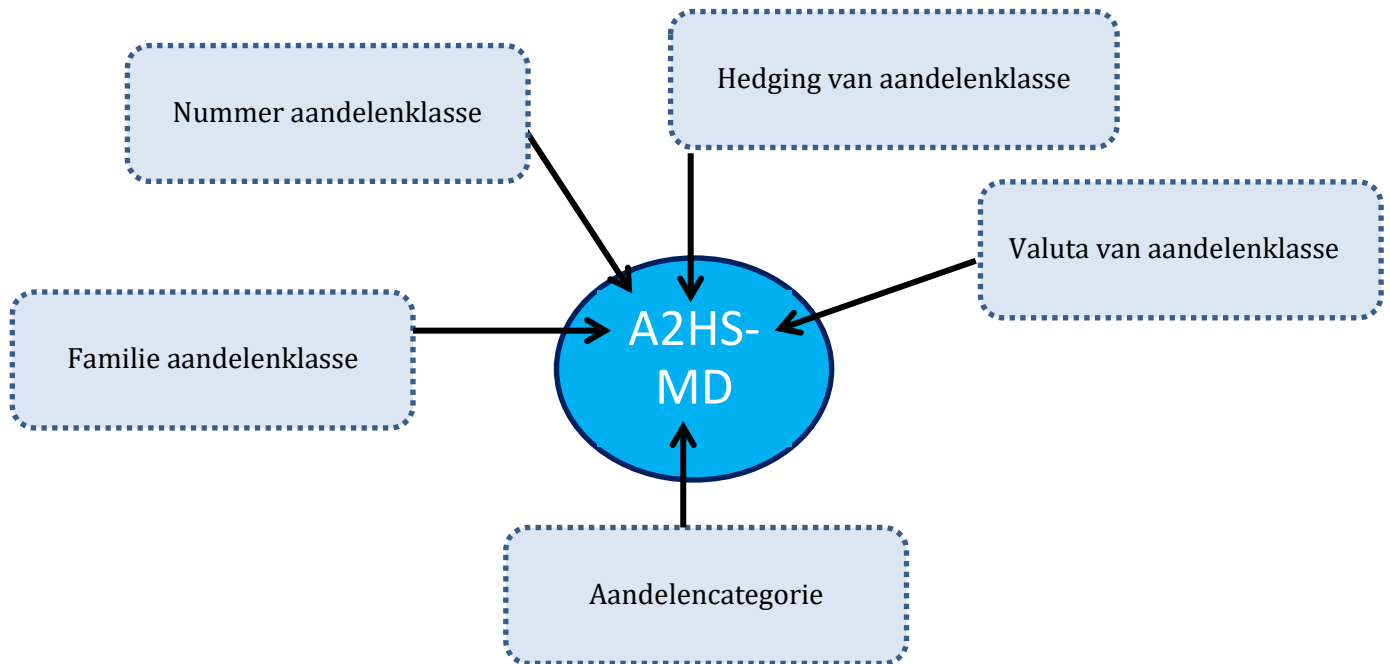 Hedging van aandelenklasse
Nummer aandelenklasse
Valuta van aandelenklasse
A2HS-
MD
Familie aandelenklasse
Aandelencategorie